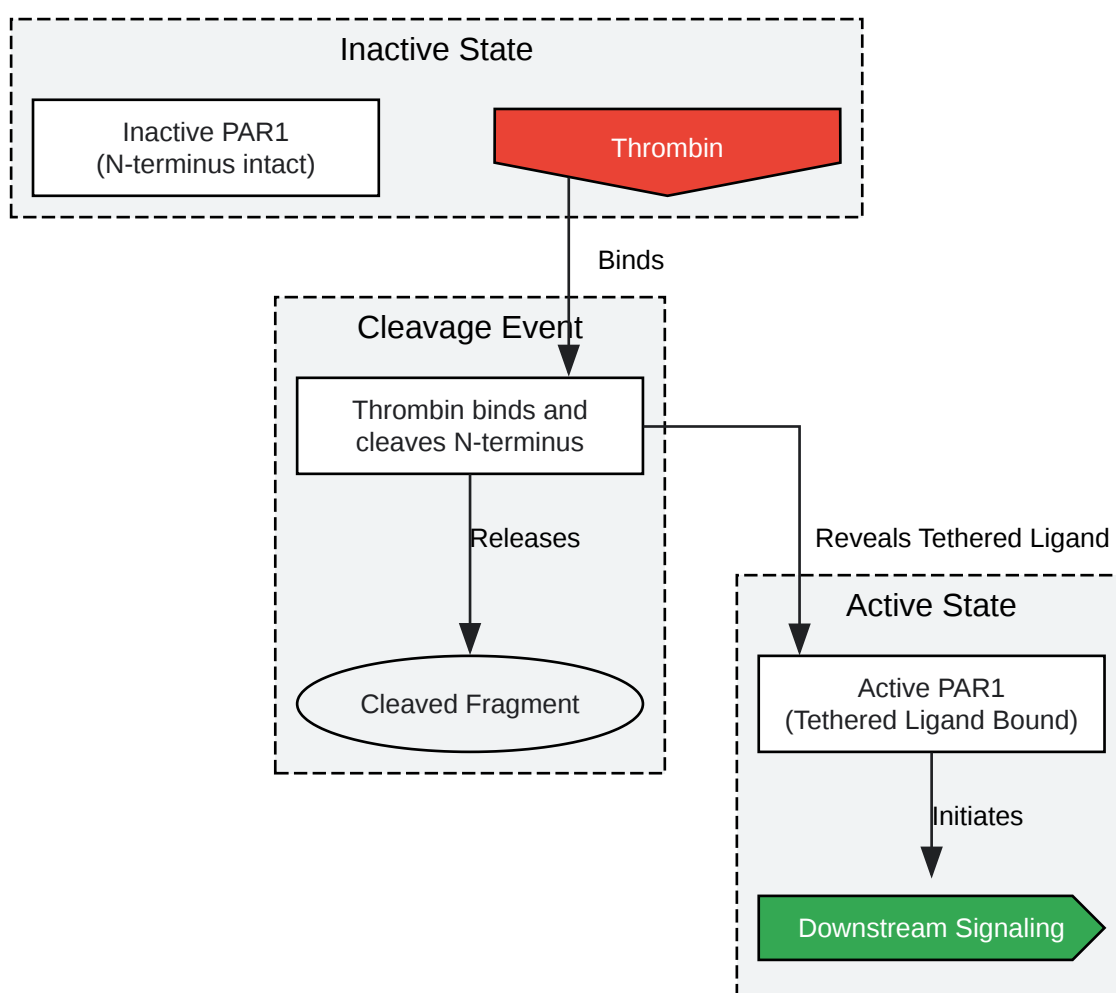 Inactive State
Inactive PAR1
(N-terminus intact)
Thrombin
Binds
Cleavage Event
Thrombin binds and
cleaves N-terminus
Releases
Reveals Tethered Ligand
Active State
Cleaved Fragment
Active PAR1
(Tethered Ligand Bound)
Initiates
Downstream Signaling